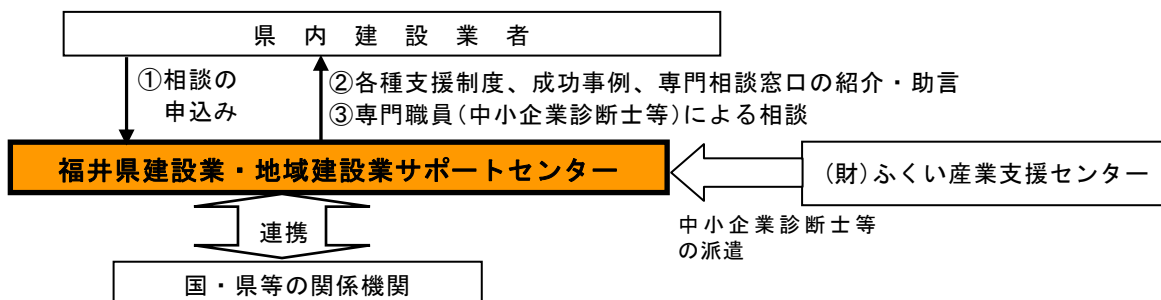 県内建設業者
①相談の
申込み
②各種支援制度、成功事例、専門相談窓口の紹介・助言
③専門職員(中小企業診断士等)による相談
福井県建設業・地域建設業サポートセンター
(財)ふくい産業支援センター
中小企業診断士等
の派遣
連携
国・県等の関係機関